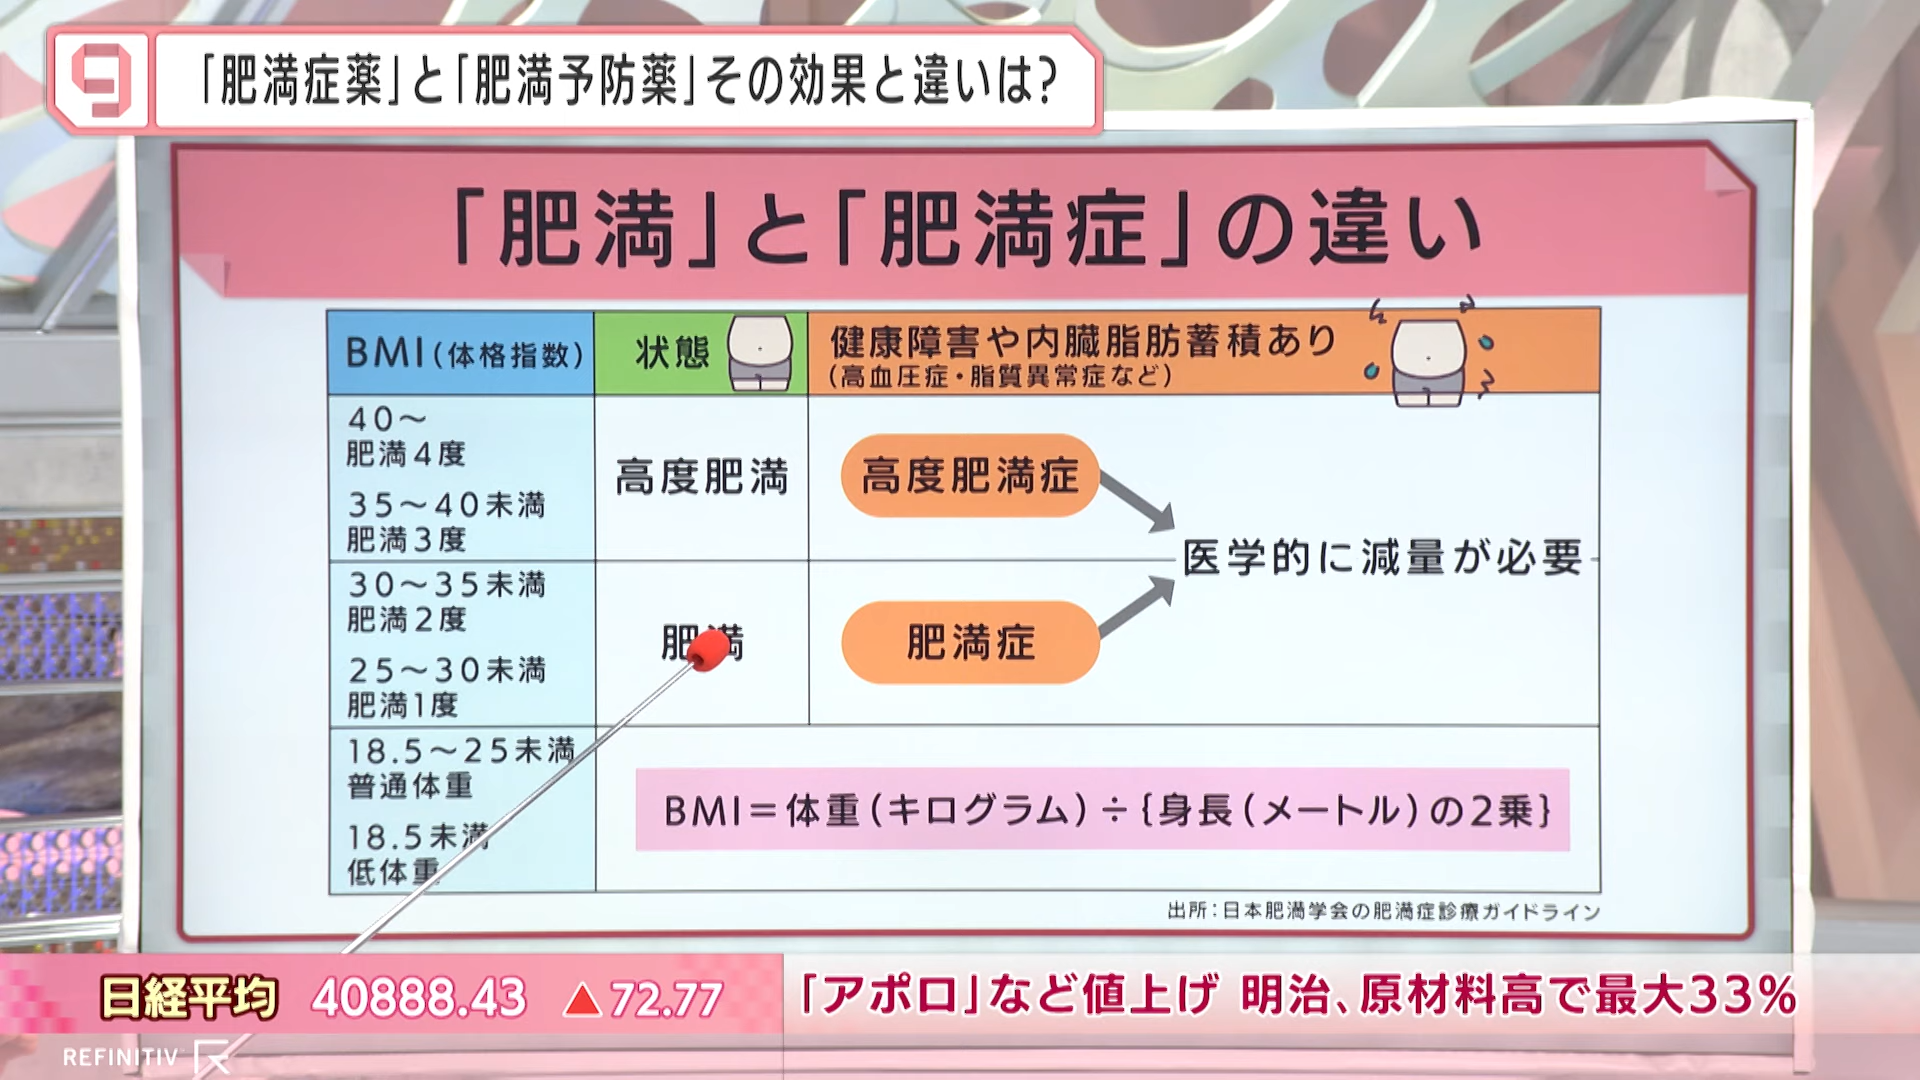 9
「肥満症薬」と「肥満予防薬」その効果と違いは?
「肥満」と「肥満症」の違い
BMI(体格指数)
状態
健康障害や内臓脂肪蓄積あり
(高血圧症・脂質異常症など)
40～
肥満4度
35～40未満
肥満3度
高度肥満
高度肥満症
医学的に減量が必要
30～35未満
肥満2度
25～30未満
肥満1度
肥満
肥満症
18.5～25未満
普通体重
18.5未満
低体重
BMI=体重(キログラム)÷{身長(メートル)の2乗}
出所:日本肥満学会の肥満症診療ガイドライン
日経平均 40888.43 ▲72.77
「アポロ」など値上げ 明治、原材料高で最大33%
REFINITIV